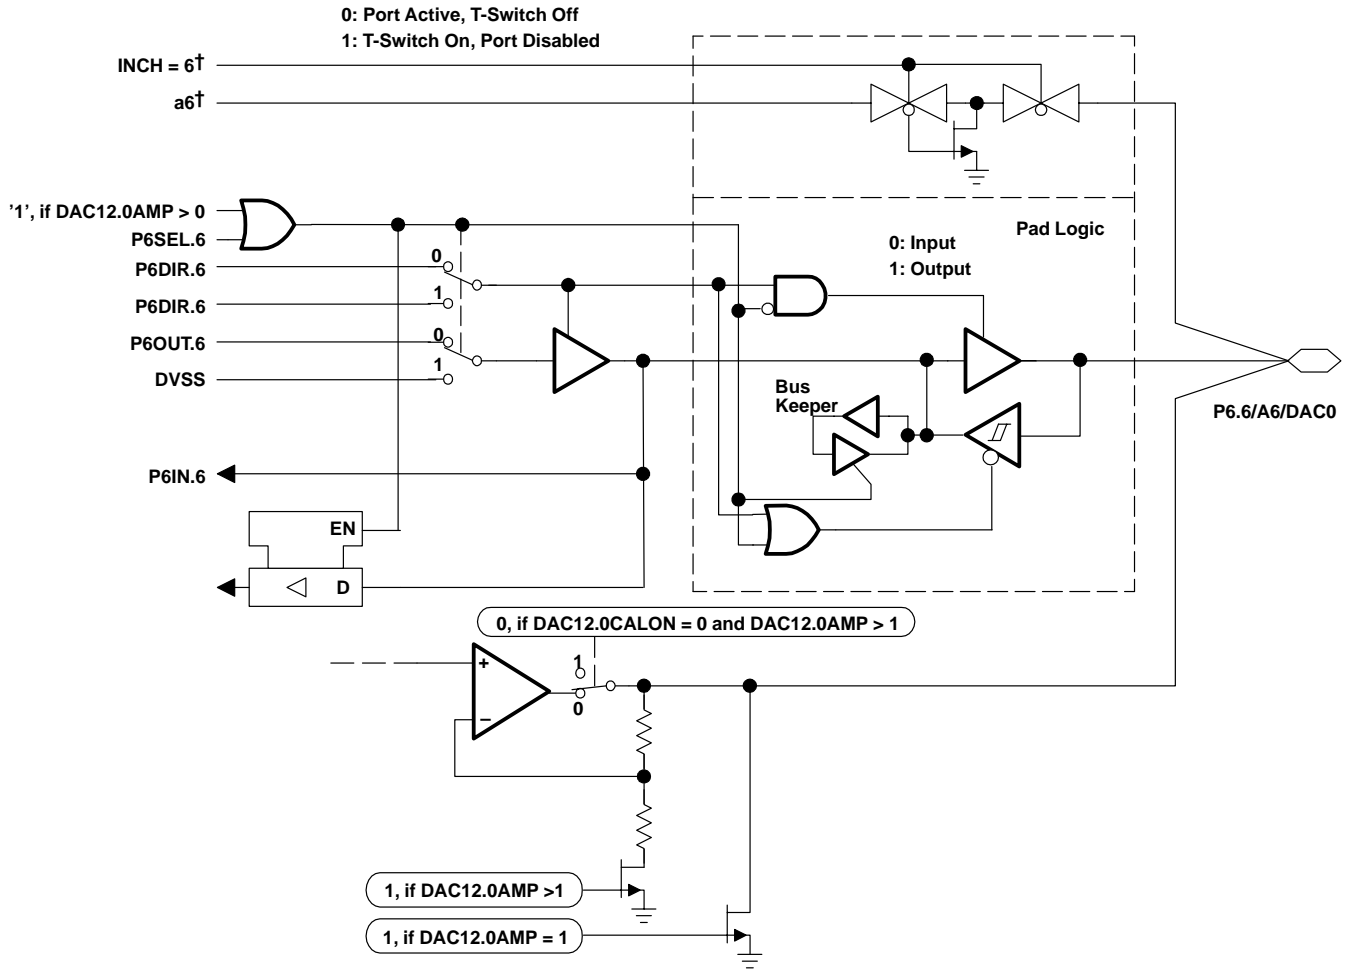 0: Port Active, T-Switch Off
1: T-Switch On, Port Disabled
INCH = 6†
a6†
’1’, if DAC12.0AMP > 0
P6SEL.6
P6DIR.6
P6DIR.6
P6OUT.6
DVSS
0
1
0
1
Pad Logic
0: Input
1: Output
Bus
Keeper
P6.6/A6/DAC0
P6IN.6
EN
D
0, if DAC12.0CALON = 0 and DAC12.0AMP > 1
+
−
1
0
1, if DAC12.0AMP >1
1, if DAC12.0AMP = 1